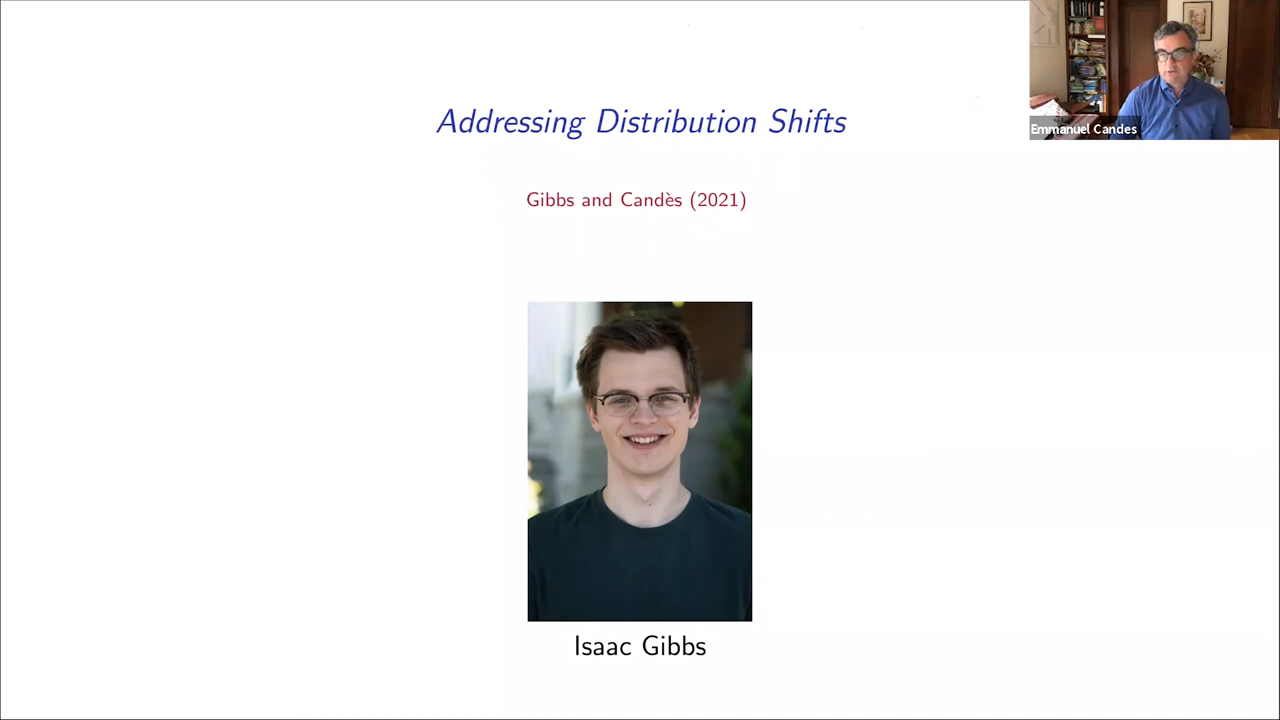 Addressing Distribution Shifts
Emmanuel Candes
Gibbs and Candès (2021)
Isaac Gibbs